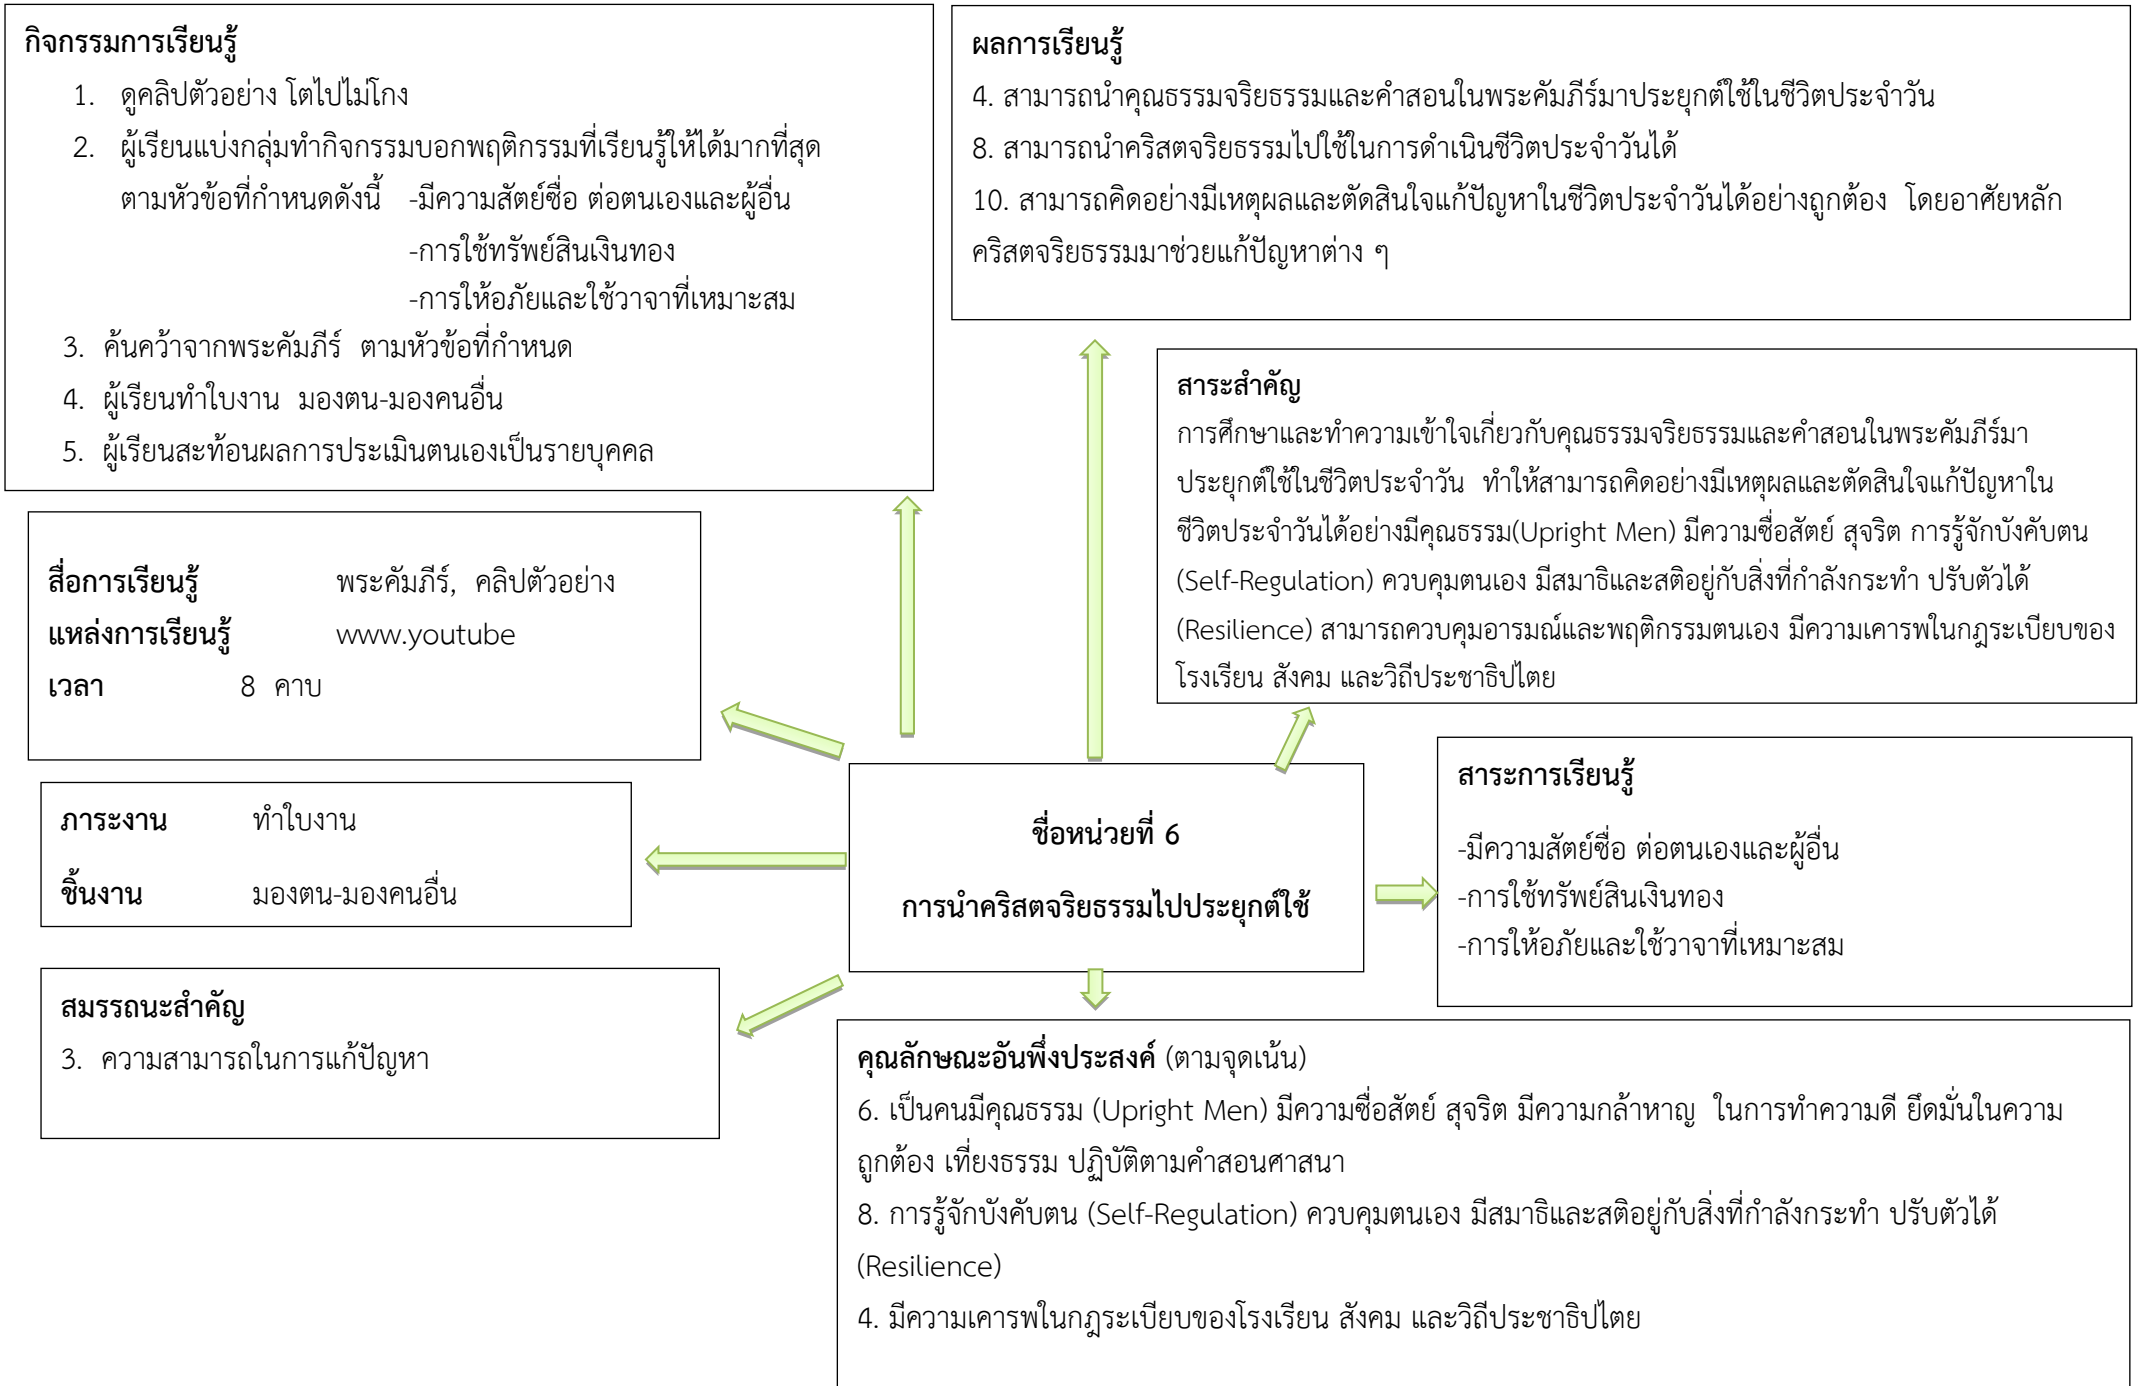 กิจกรรมการเรียนรู้
1. ดูคลิปตัวอย่าง โตไปไม่โกง
2. ผู้เรียนแบ่งกลุ่มทำกิจกรรมบอกพฤติกรรมที่เรียนรู้ให้ได้มากที่สุด
ตามหัวข้อที่กำหนดดังนี้ -มีความสัตย์ซื่อ ต่อตนเองและผู้อื่น
-การใช้ทรัพย์สินเงินทอง
-การให้อภัยและใช้วาจาที่เหมาะสม
3. ค้นคว้าจากพระคัมภีร์ ตามหัวข้อที่กำหนด
4. ผู้เรียนทำใบงาน มองตน-มองคนอื่น
5. ผู้เรียนสะท้อนผลการประเมินตนเองเป็นรายบุคคล
ผลการเรียนรู้
4. สามารถนำคุณธรรมจริยธรรมและคำสอนในพระคัมภีร์มาประยุกต์ใช้ในชีวิตประจำวัน
8. สามารถนำคริสตจริยธรรมไปใช้ในการดำเนินชีวิตประจำวันได้
10. สามารถคิดอย่างมีเหตุผลและตัดสินใจแก้ปัญหาในชีวิตประจำวันได้อย่างถูกต้อง โดยอาศัยหลัก
คริสตจริยธรรมมาช่วยแก้ปัญหาต่าง ๆ
สาระสำคัญ
การศึกษาและทำความเข้าใจเกี่ยวกับคุณธรรมจริยธรรมและคำสอนในพระคัมภีร์มา
ประยุกต์ใช้ในชีวิตประจำวัน ทำให้สามารถคิดอย่างมีเหตุผลและตัดสินใจแก้ปัญหาใน
ชีวิตประจำวันได้อย่างมีคุณธรรม(Upright Men) มีความซื่อสัตย์ สุจริต การรู้จักบังคับตน
(Self-Regulation) ควบคุมตนเอง มีสมาธิและสติอยู่กับสิ่งที่กำลังกระทำ ปรับตัวได้
(Resilience) สามารถควบคุมอารมณ์และพฤติกรรมตนเอง มีความเคารพในกฎระเบียบของ
โรงเรียน สังคม และวิถีประชาธิปไตย
สื่อการเรียนรู้ พระคัมภีร์, คลิปตัวอย่าง
แหล่งการเรียนรู้ www.youtube
เวลา 8 คาบ
ภาระงาน ทำใบงาน
ชิ้นงาน มองตน-มองคนอื่น
ชื่อหน่วยที่ 6
การนำคริสตจริยธรรมไปประยุกต์ใช้
สาระการเรียนรู้
-มีความสัตย์ซื่อ ต่อตนเองและผู้อื่น
-การใช้ทรัพย์สินเงินทอง
-การให้อภัยและใช้วาจาที่เหมาะสม
สมรรถนะสำคัญ
3. ความสามารถในการแก้ปัญหา
คุณลักษณะอันพึ่งประสงค์ (ตามจุดเน้น)
6. เป็นคนมีคุณธรรม (Upright Men) มีความซื่อสัตย์ สุจริต มีความกล้าหาญ ในการทำความดี ยึดมั่นในความ
ถูกต้อง เที่ยงธรรม ปฏิบัติตามคำสอนศาสนา
8. การรู้จักบังคับตน (Self-Regulation) ควบคุมตนเอง มีสมาธิและสติอยู่กับสิ่งที่กำลังกระทำ ปรับตัวได้
(Resilience)
4. มีความเคารพในกฎระเบียบของโรงเรียน สังคม และวิถีประชาธิปไตย